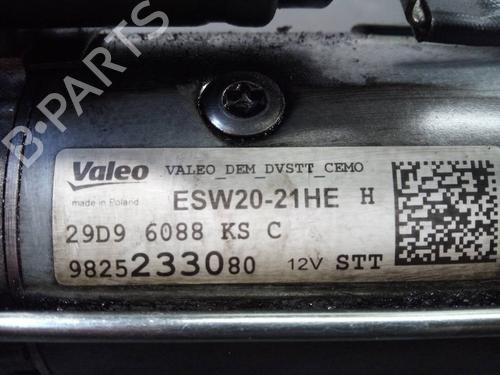 B-PARTS
Valeo VALEO_DEM_DVSTT_CEMO
made in Poland ESW20-21HE H
29D9 6088 KS C
9825233080 12V STT